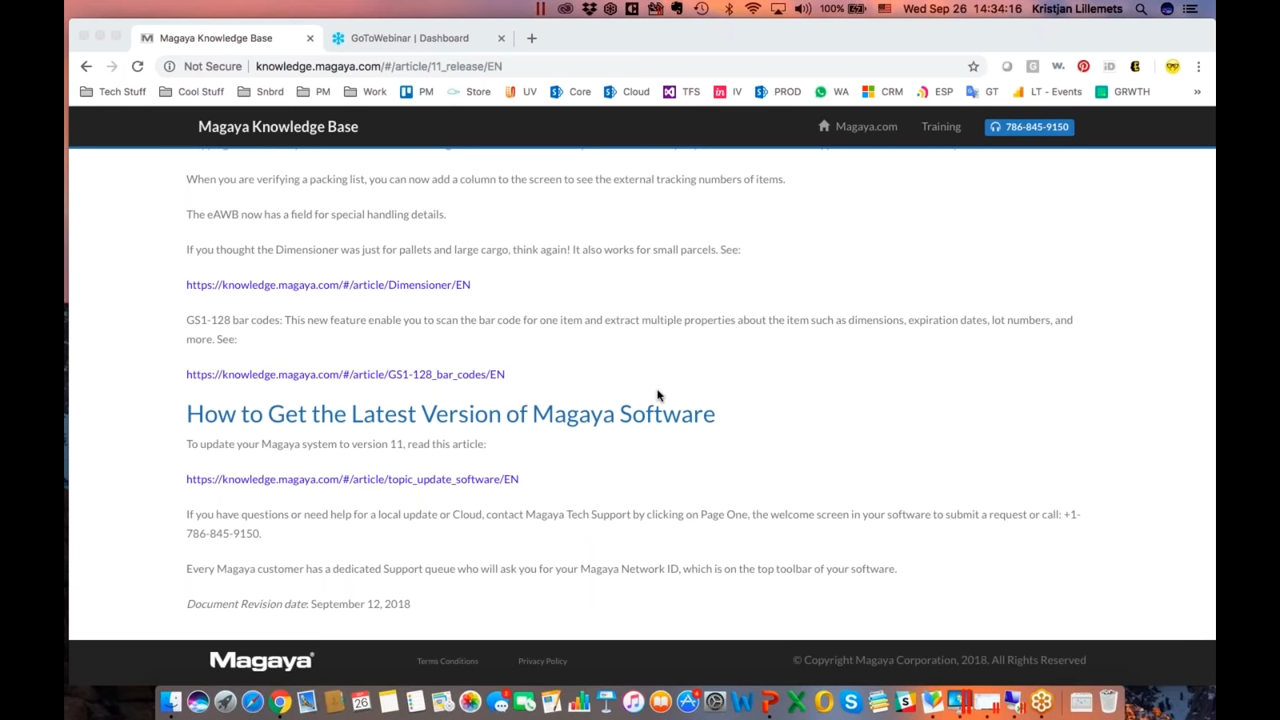 100% Wed Sep 26 14:34:16 Kristjan Lillemets
Magaya Knowledge Base
GoToWebinar | Dashboard
Not Secure knowledge.magaya.com/#/article/11_release/EN
Tech Stuff Cool Stuff Snbrd PM Work PM Store UV Core Cloud TFS IV PROD WA CRM ESP GT LT - Events GRWTH »
Magaya Knowledge Base Magaya.com Training 786-845-9150
When you are verifying a packing list, you can now add a column to the screen to see the external tracking numbers of items.
The eAWB now has a field for special handling details.
If you thought the Dimensioner was just for pallets and large cargo, think again! It also works for small parcels. See:
https://knowledge.magaya.com/#/article/Dimensioner/EN
GS1-128 bar codes: This new feature enable you to scan the bar code for one item and extract multiple properties about the item such as dimensions, expiration dates, lot numbers, and
more. See:
https://knowledge.magaya.com/#/article/GS1-128_bar_codes/EN
How to Get the Latest Version of Magaya Software
To update your Magaya system to version 11, read this article:
https://knowledge.magaya.com/#/article/topic_update_software/EN
If you have questions or need help for a local update or Cloud, contact Magaya Tech Support by clicking on Page One, the welcome screen in your software to submit a request or call: +1-
786-845-9150.
Every Magaya customer has a dedicated Support queue who will ask you for your Magaya Network ID, which is on the top toolbar of your software.
Document Revision date: September 12, 2018
Magaya Terms Conditions Privacy Policy © Copyright Magaya Corporation, 2018. All Rights Reserved